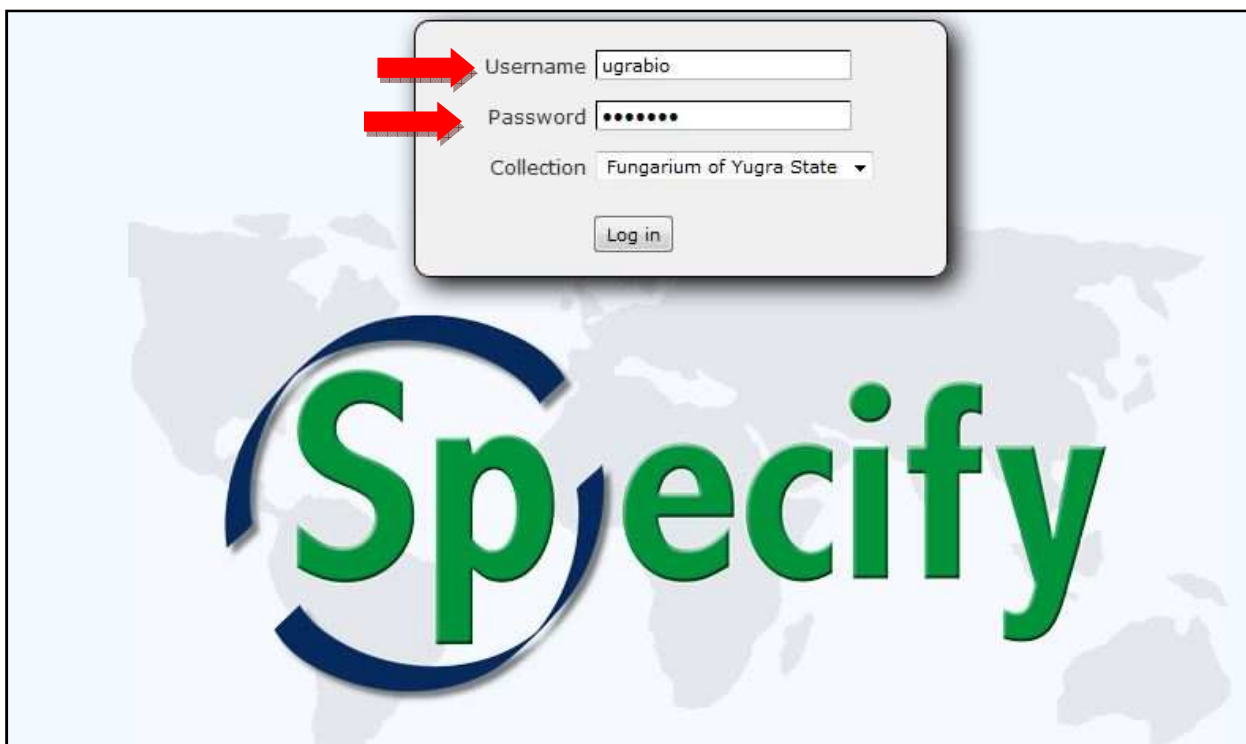 Username ugrabio
Password •••••••
Collection Fungarium of Yugra State
Log in
Specify